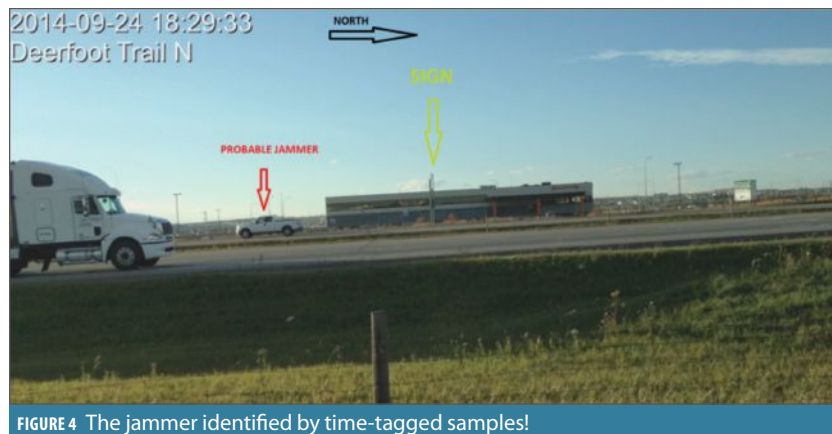 2014-09-24 18:29:33
Deerfoot Trail N
NORTH
SIGN
PROBABLE JAMMER
FIGURE 4 The jammer identified by time-tagged samples!